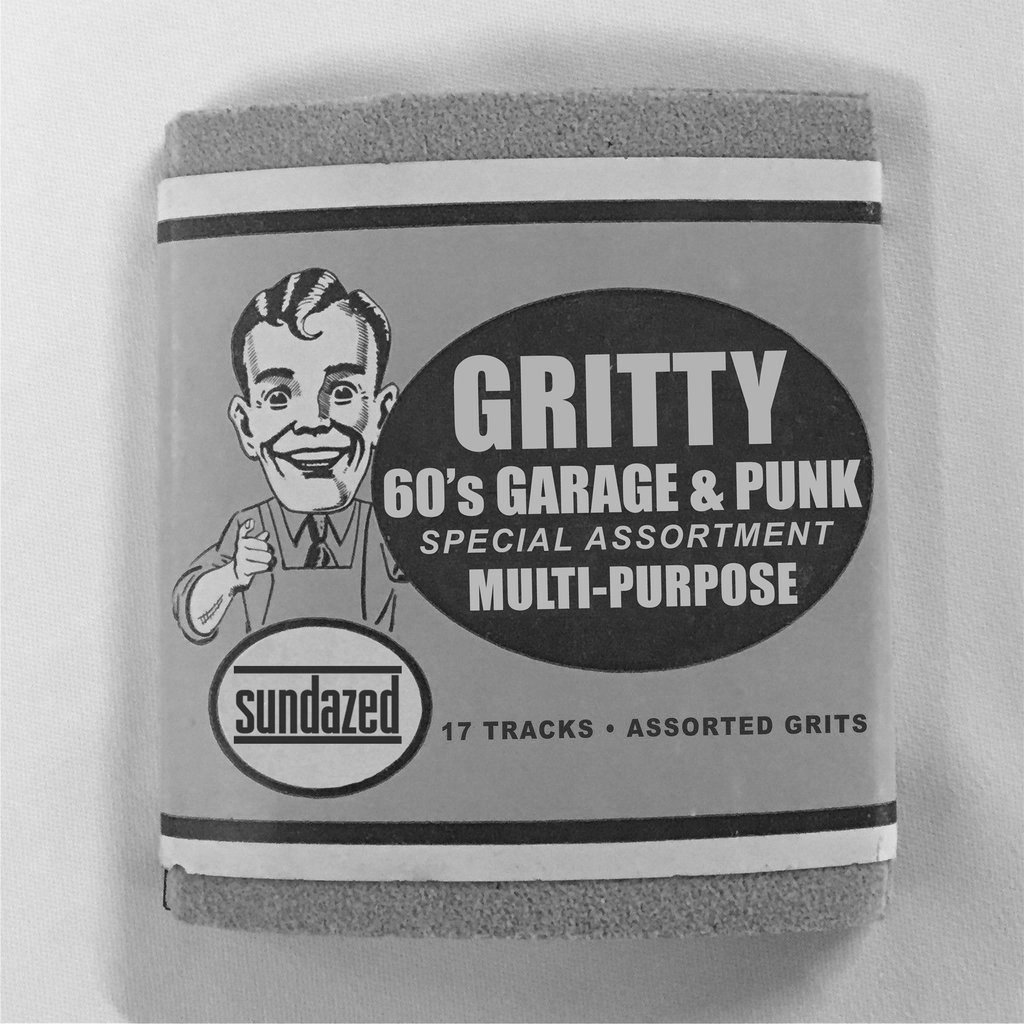 GRITTY
60's GARAGE & PUNK
SPECIAL ASSORTMENT
MULTI-PURPOSE
sundazed
17 TRACKS • ASSORTED GRITS